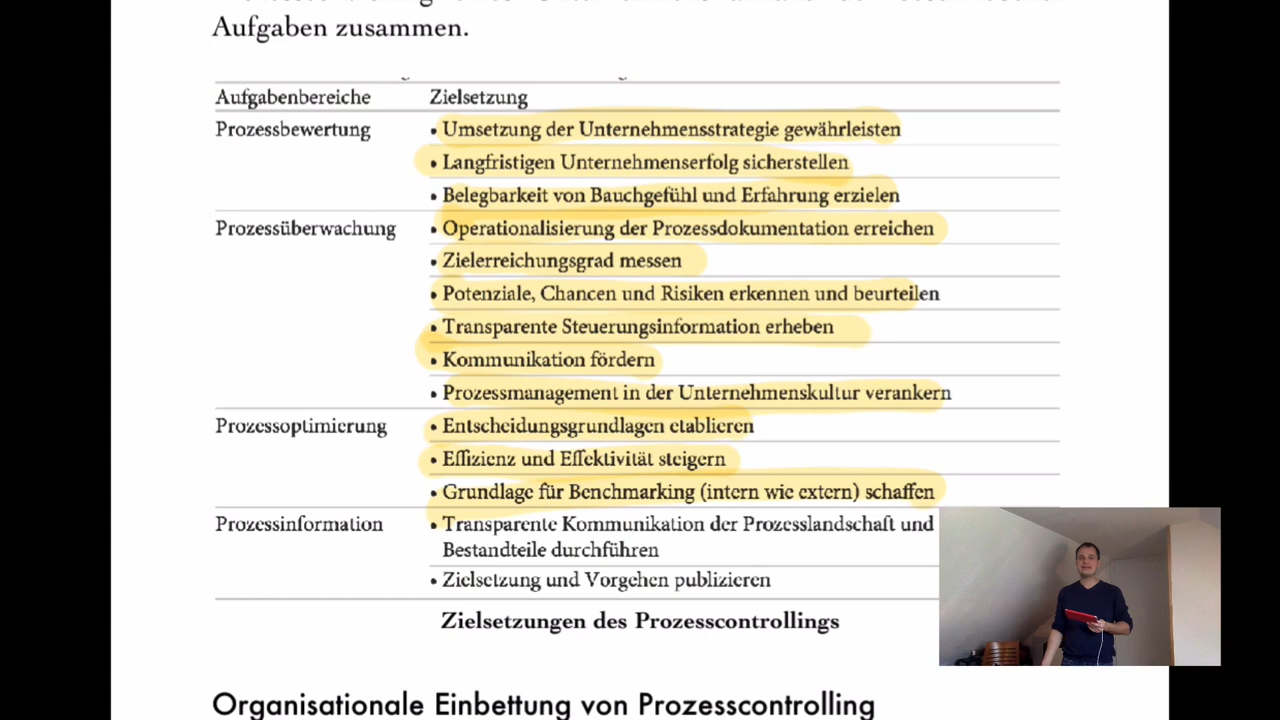 Aufgaben zusammen.
Aufgabenbereiche Zielsetzung
Prozessbewertung • Umsetzung der Unternehmensstrategie gewährleisten
• Langfristigen Unternehmenserfolg sicherstellen
• Belegbarkeit von Bauchgefühl und Erfahrung erzielen
Prozessüberwachung • Operationalisierung der Prozessdokumentation erreichen
• Zielerreichungsgrad messen
• Potenziale, Chancen und Risiken erkennen und beurteilen
• Transparente Steuerungsinformation erheben
• Kommunikation fördern
• Prozessmanagement in der Unternehmenskultur verankern
Prozessoptimierung • Entscheidungsgrundlagen etablieren
• Effizienz und Effektivität steigern
• Grundlage für Benchmarking (intern wie extern) schaffen
Prozessinformation • Transparente Kommunikation der Prozesslandschaft und
Bestandteile durchführen
• Zielsetzung und Vorgehen publizieren
Zielsetzungen des Prozesscontrollings
Organisationale Einbettung von Prozesscontrolling